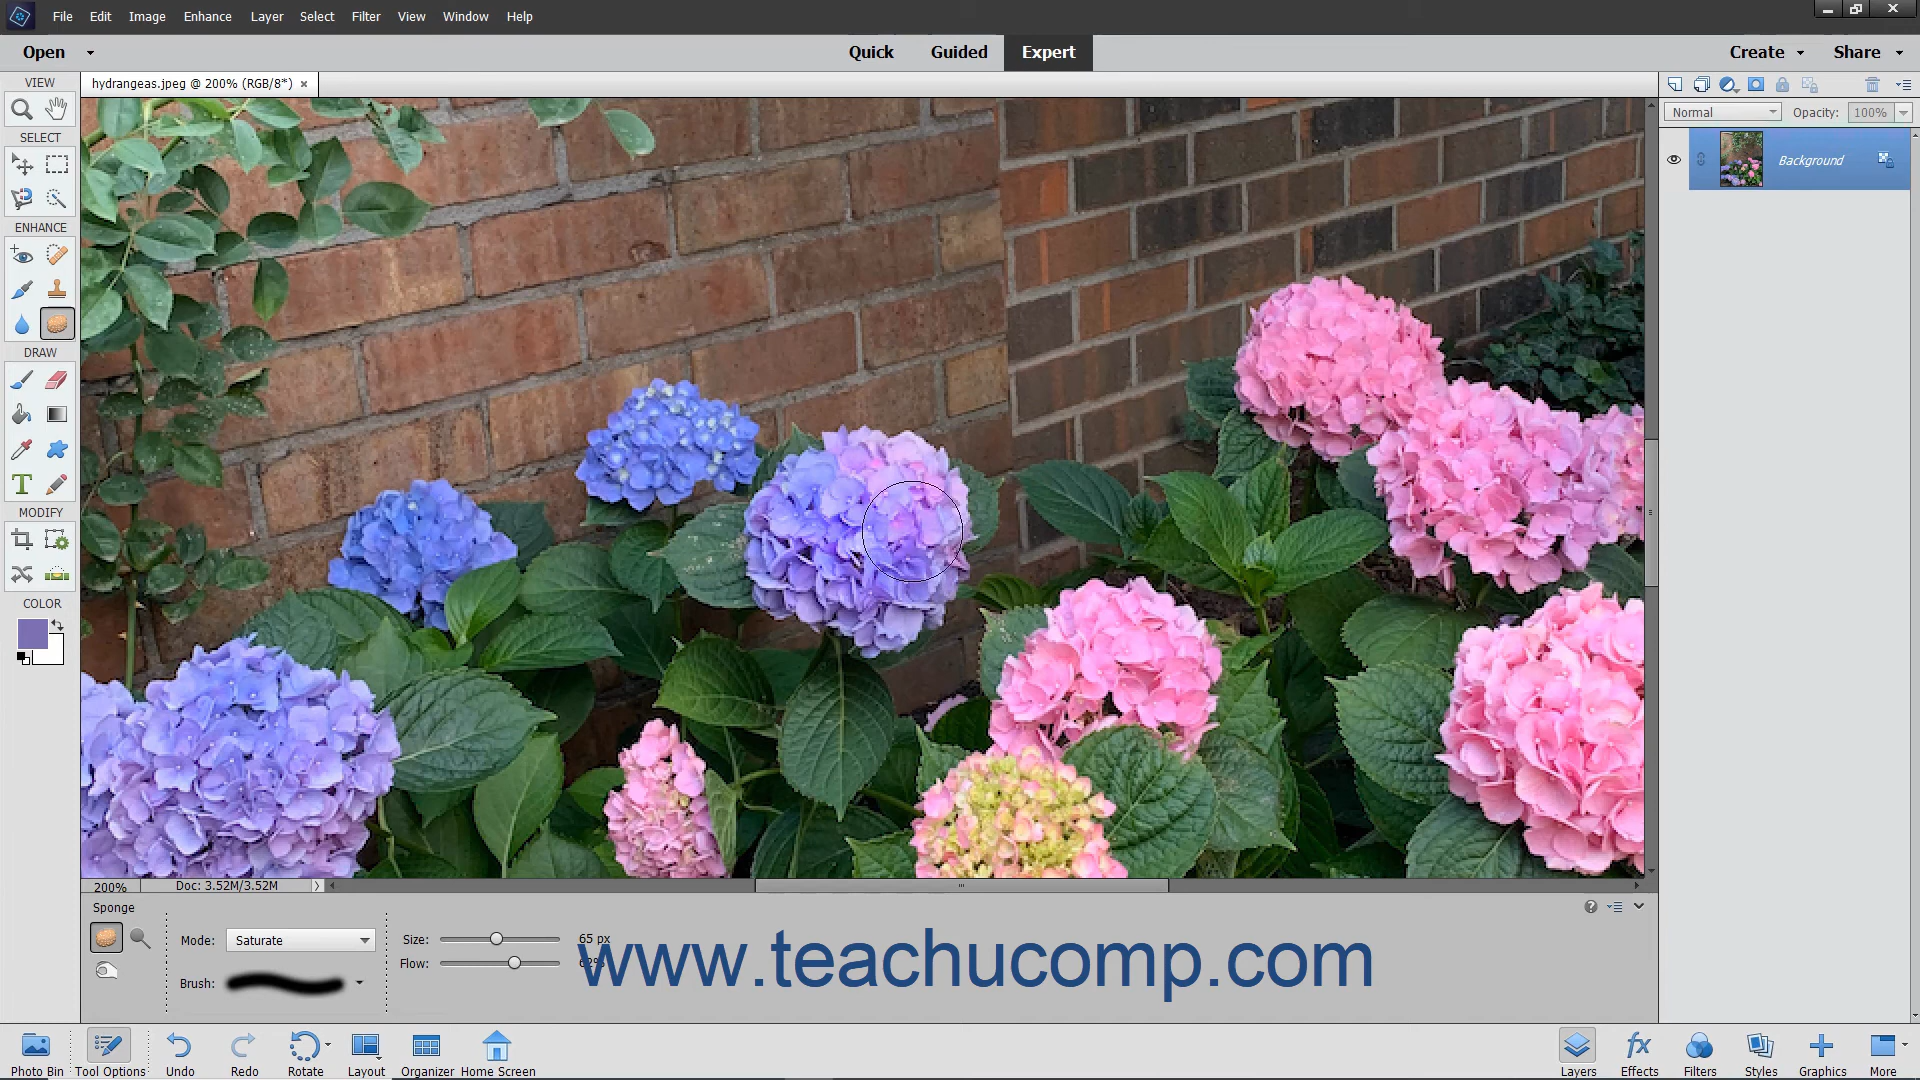 File Edit Image Enhance Layer Select Filter View Window Help
Open
Quick Guided Expert
Create Share
VIEW
hydrangeas.jpeg @ 200% (RGB/8*) ×
SELECT
ENHANCE
DRAW
T
MODIFY
COLOR
Normal Opacity: 100%
Background
200% Doc: 3.52M/3.52M
Sponge
Mode: Saturate
Brush:
Size: 65 px
Flow: 62%
www.teachucomp.com
Photo Bin Tool Options Undo Redo Rotate Layout Organizer Home Screen
fx
Layers Effects Filters Styles Graphics More